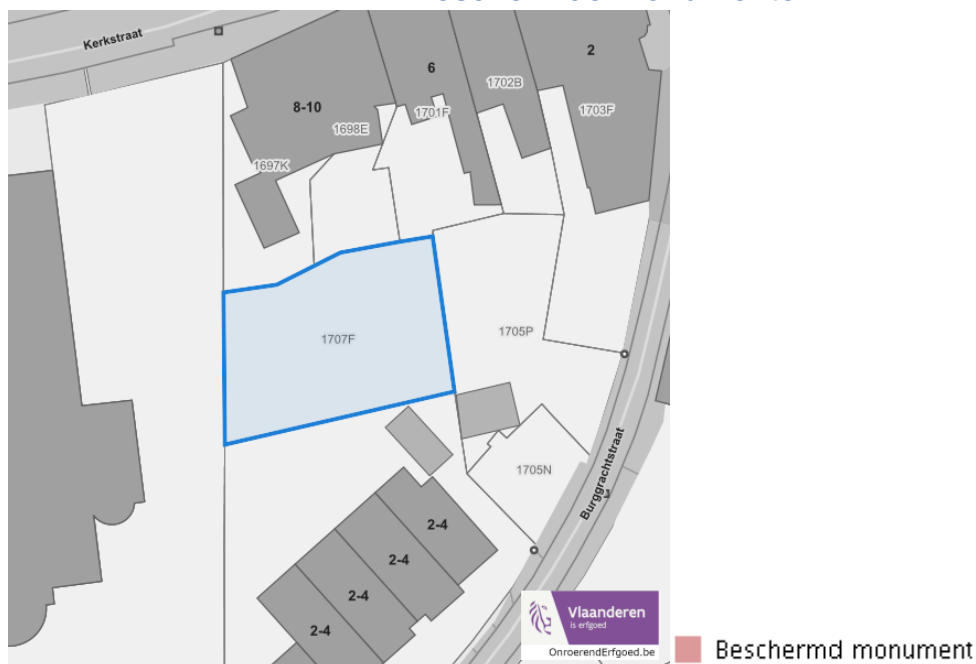 Kerkstraat
2
6
1702B
8-10
1701F
1703F
1698E
1697K
1707F
1705P
Burggrachtstraat
1705N
2-4
2-4
2-4
2-4
Vlaanderen
is erfgoed
OnroerendErfgoed.be
Beschermd monument